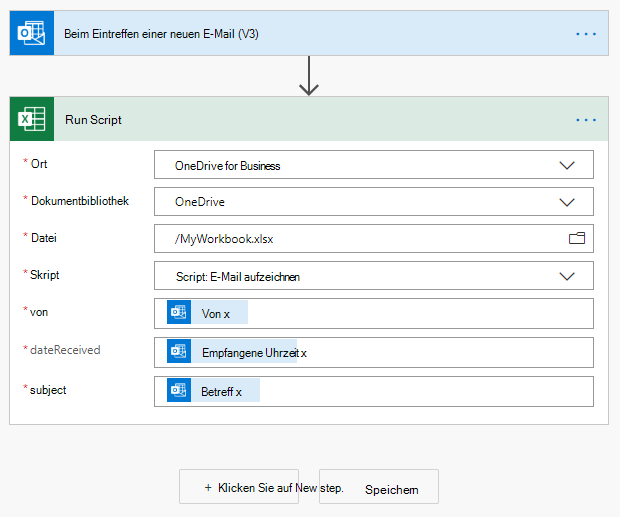 Beim Eintreffen einer neuen E-Mail (V3)
Run Script
* Ort OneDrive for Business
* Dokumentbibliothek OneDrive
* Datei /MyWorkbook.xlsx
* Skript Script: E-Mail aufzeichnen
* von Von x
* dateReceived Empfangene Uhrzeit x
* subject Betreff x
+ Klicken Sie auf New step. Speichern